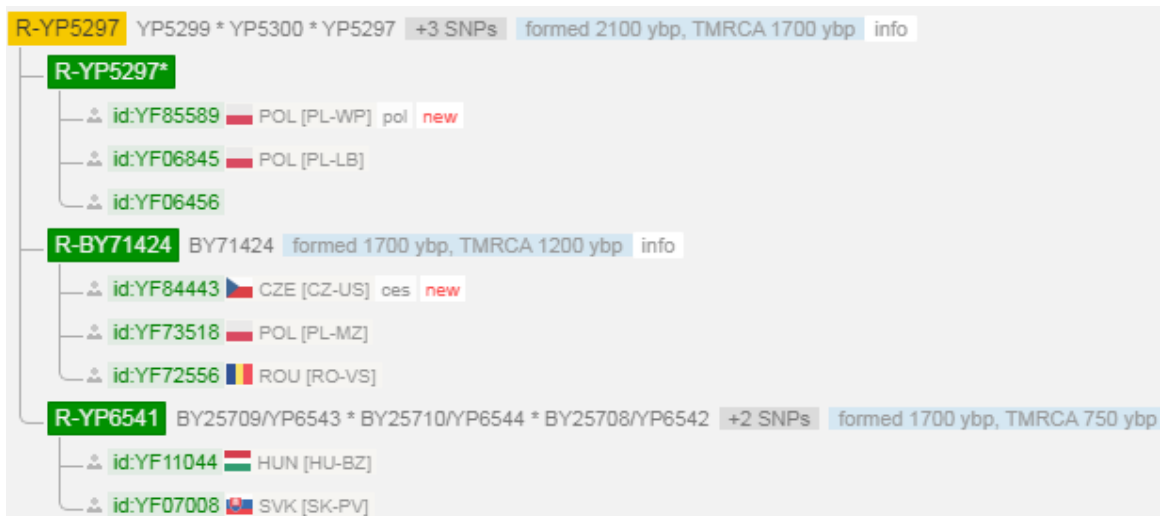 R-YP5297 YP5299 * YP5300 * YP5297 +3 SNPs formed 2100 ybp, TMRCA 1700 ybp info
R-YP5297*
id:YF85589 POL [PL-WP] pol new
id:YF06845 POL [PL-LB]
id:YF06456
R-BY71424 BY71424 formed 1700 ybp, TMRCA 1200 ybp info
id:YF84443 CZE [CZ-US] ces new
id:YF73518 POL [PL-MZ]
id:YF72556 ROU [RO-VS]
R-YP6541 BY25709/YP6543 * BY25710/YP6544 * BY25708/YP6542 +2 SNPs formed 1700 ybp, TMRCA 750 ybp
id:YF11044 HUN [HU-BZ]
id:YF07008 SVK [SK-PV]